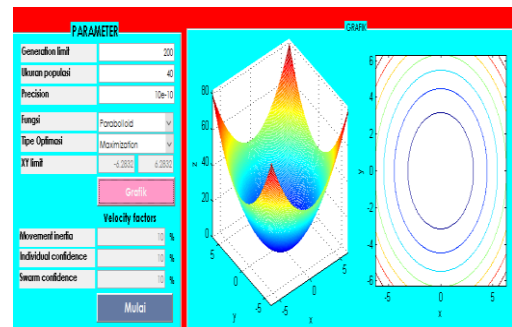 PARAMETER
Generation limit 200
Ukuran populasi 40
Precision 10e-10
Fungsi Paraboloid
Tipe Optimasi Maximization
XY limit -6.2832 6.2832
Grafik
Velocity factors
Movement inertia 10 %
Individual confidence 10 %
Swarm confidence 10 %
Mulai
GRAFIK
80
60
40
20
0
z
5
0
-5
y
-5
0
5
x
6
4
2
0
-2
-4
-6
y
-5
0
5
x